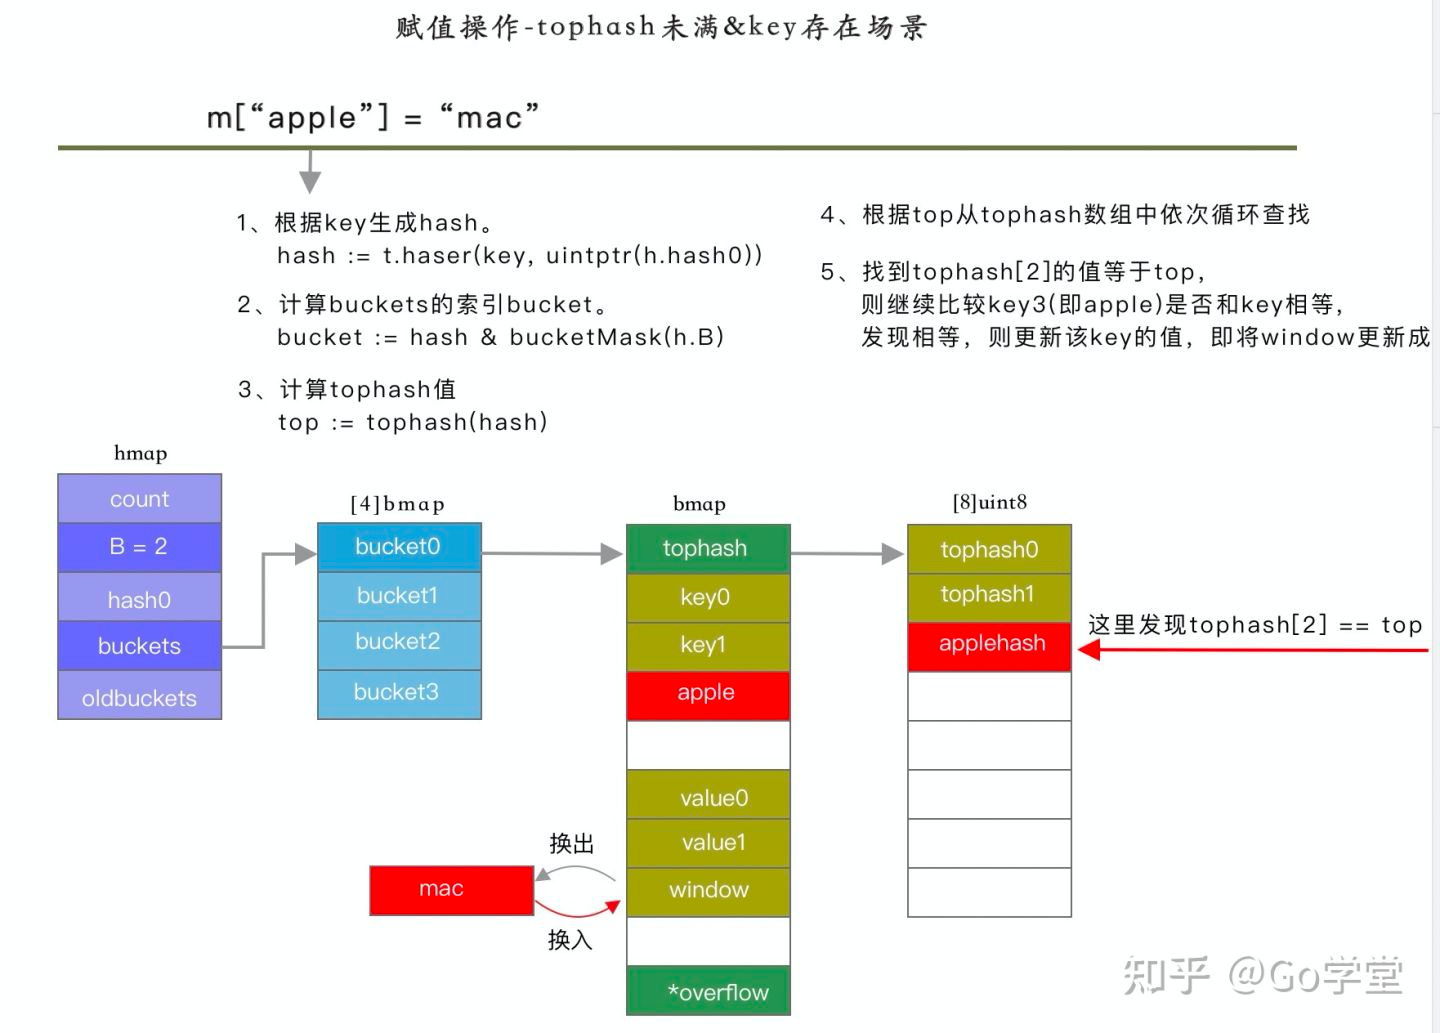 赋值操作-tophash未满&key存在场景
m[“apple”] = “mac”
1、根据key生成hash。
hash := t.haser(key, uintptr(h.hash0))
2、计算buckets的索引bucket。
bucket := hash & bucketMask(h.B)
3、计算tophash值
top := tophash(hash)
4、根据top从tophash数组中依次循环查找
5、找到tophash[2]的值等于top，
则继续比较key3(即apple)是否和key相等，
发现相等，则更新该key的值，即将window更新成
hmap
count
B = 2
hash0
buckets
oldbuckets
[4]bmap
bucket0
bucket1
bucket2
bucket3
bmap
tophash
key0
key1
apple
value0
value1
window
*overflow
[8]uint8
tophash0
tophash1
applehash
这里发现tophash[2] == top
换出
mac
换入
知乎 @Go学堂